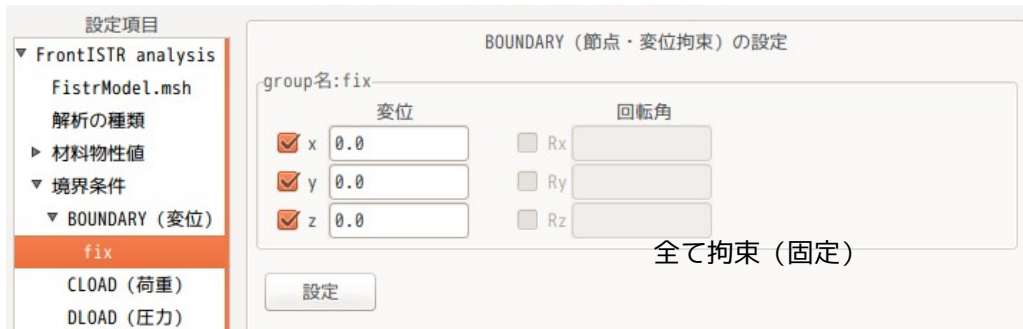 設定項目
▼ FrontISTR analysis
FistrModel.msh
解析の種類
▶ 材料物性値
▼ 境界条件
▼ BOUNDARY (変位)
fix
CLOAD (荷重)
DLOAD (圧力)
BOUNDARY (節点・変位拘束) の設定
group名:fix
変位 回転角
x 0.0 Rx
y 0.0 Ry
z 0.0 Rz
全て拘束（固定）
設定